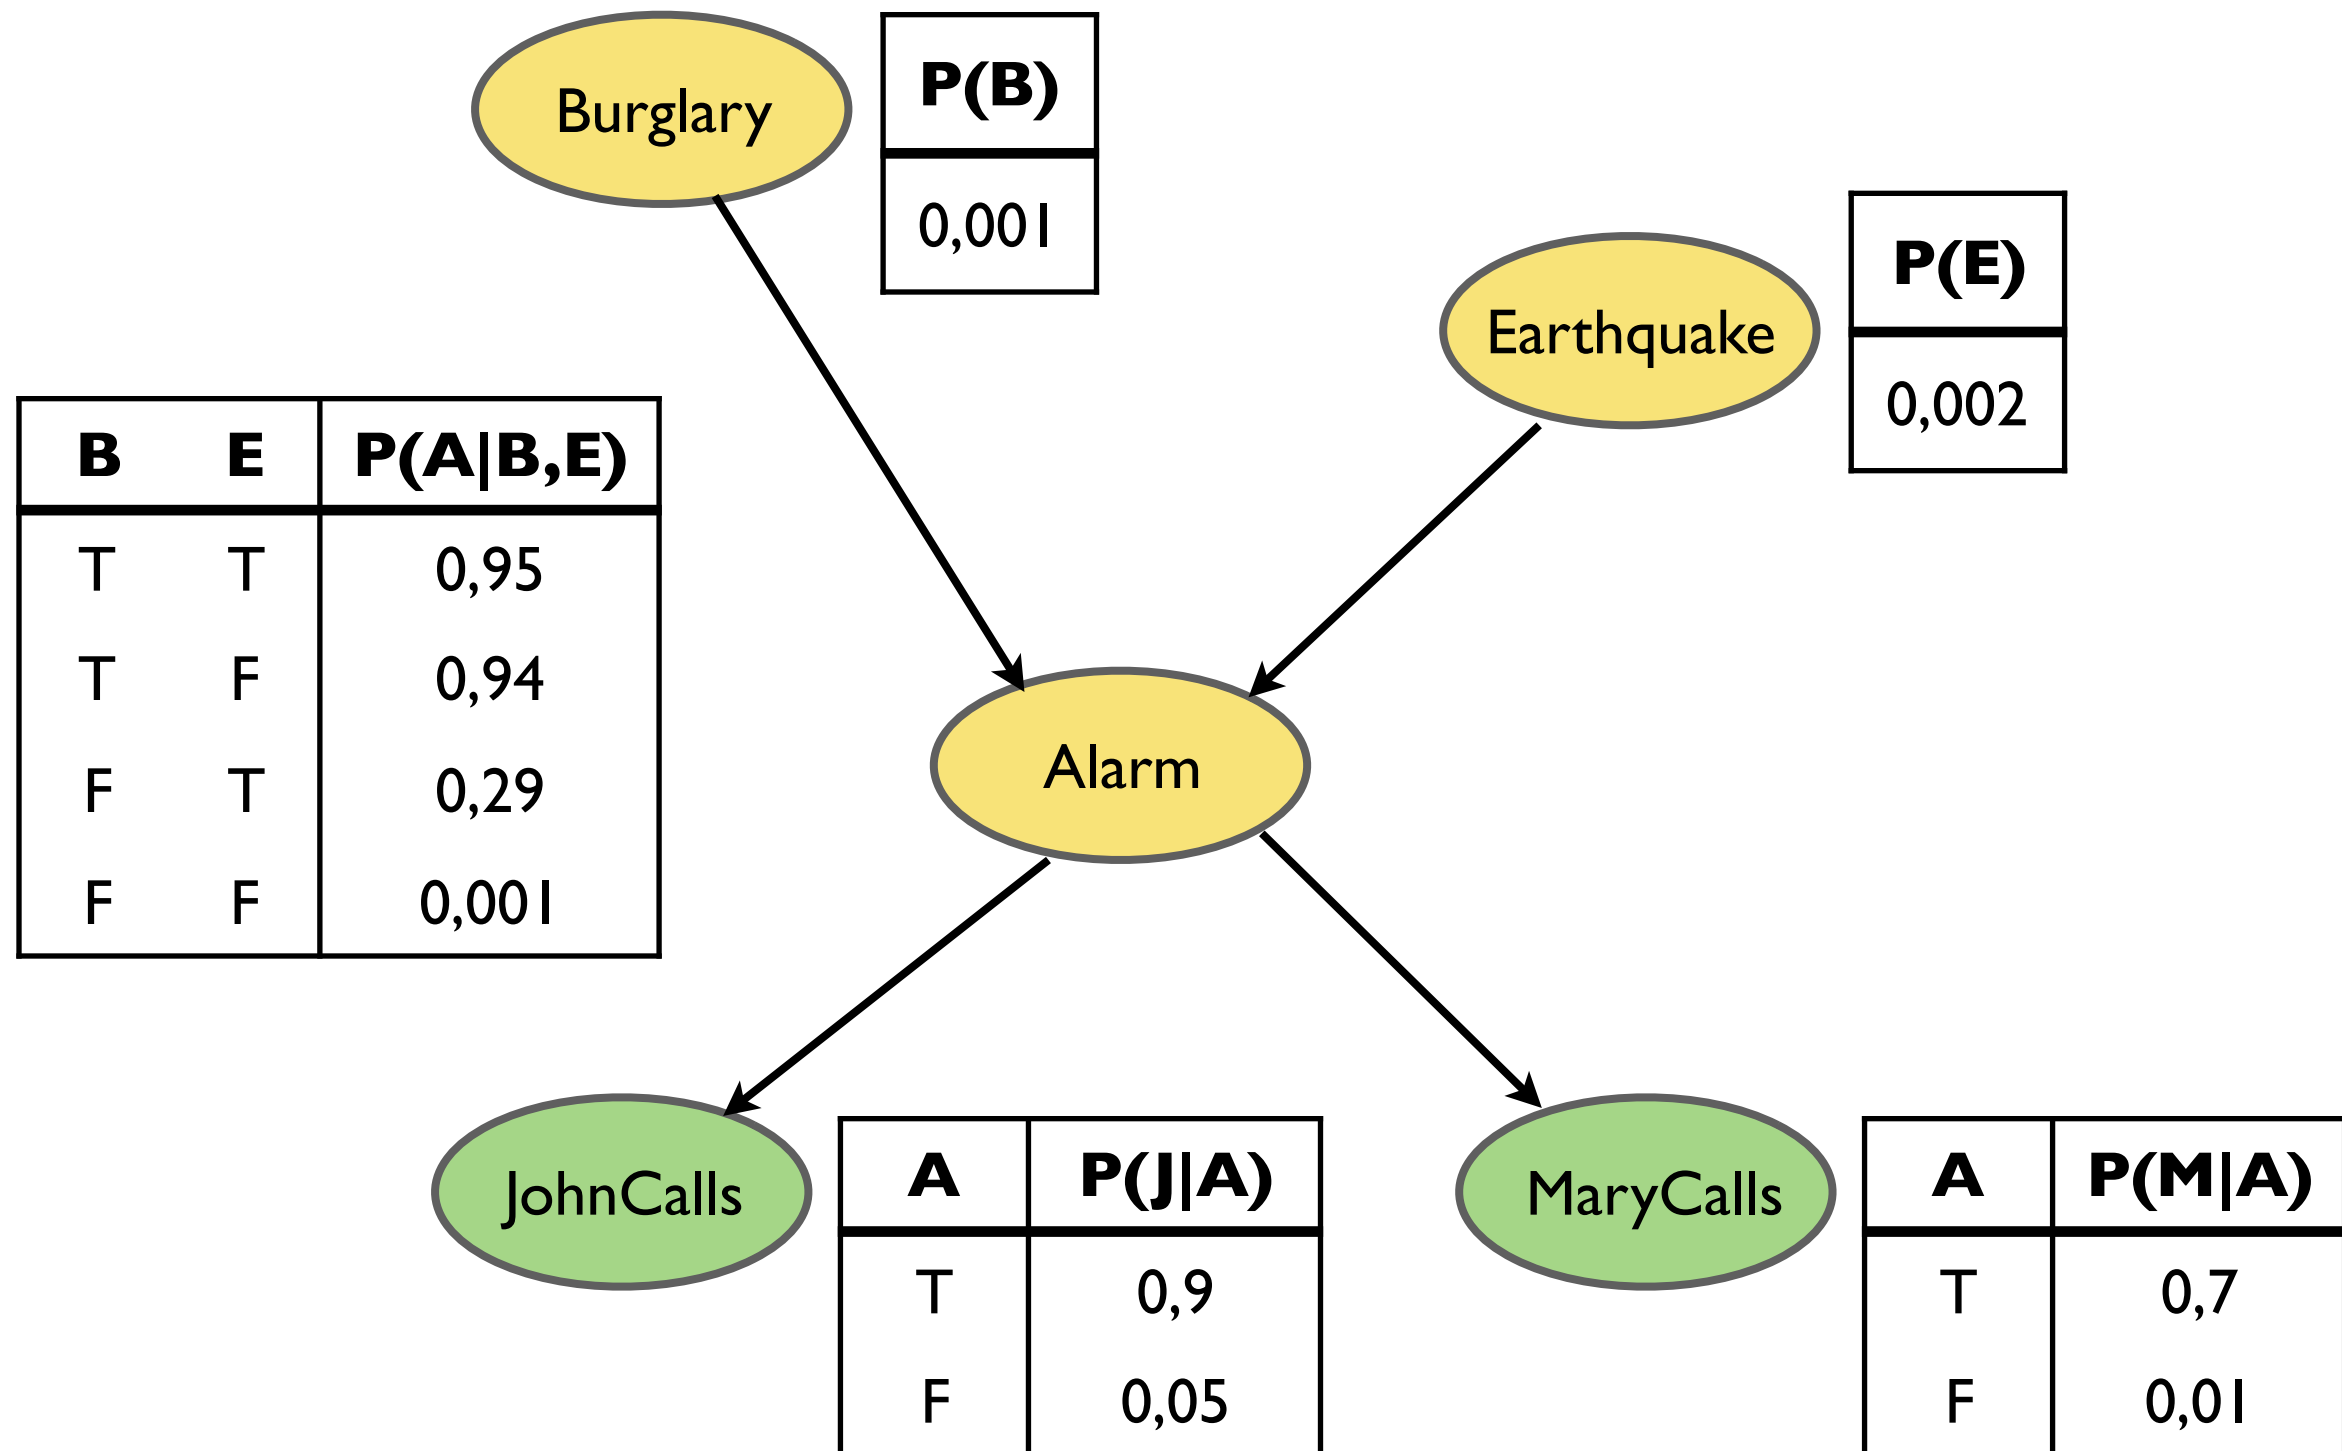 Burglary
P(B)
0,001
Earthquake
P(E)
0,002
B E P(A|B,E)
T T 0,95
T F 0,94
F T 0,29
F F 0,001
Alarm
JohnCalls
A P(J|A)
T 0,9
F 0,05
MaryCalls
A P(M|A)
T 0,7
F 0,01